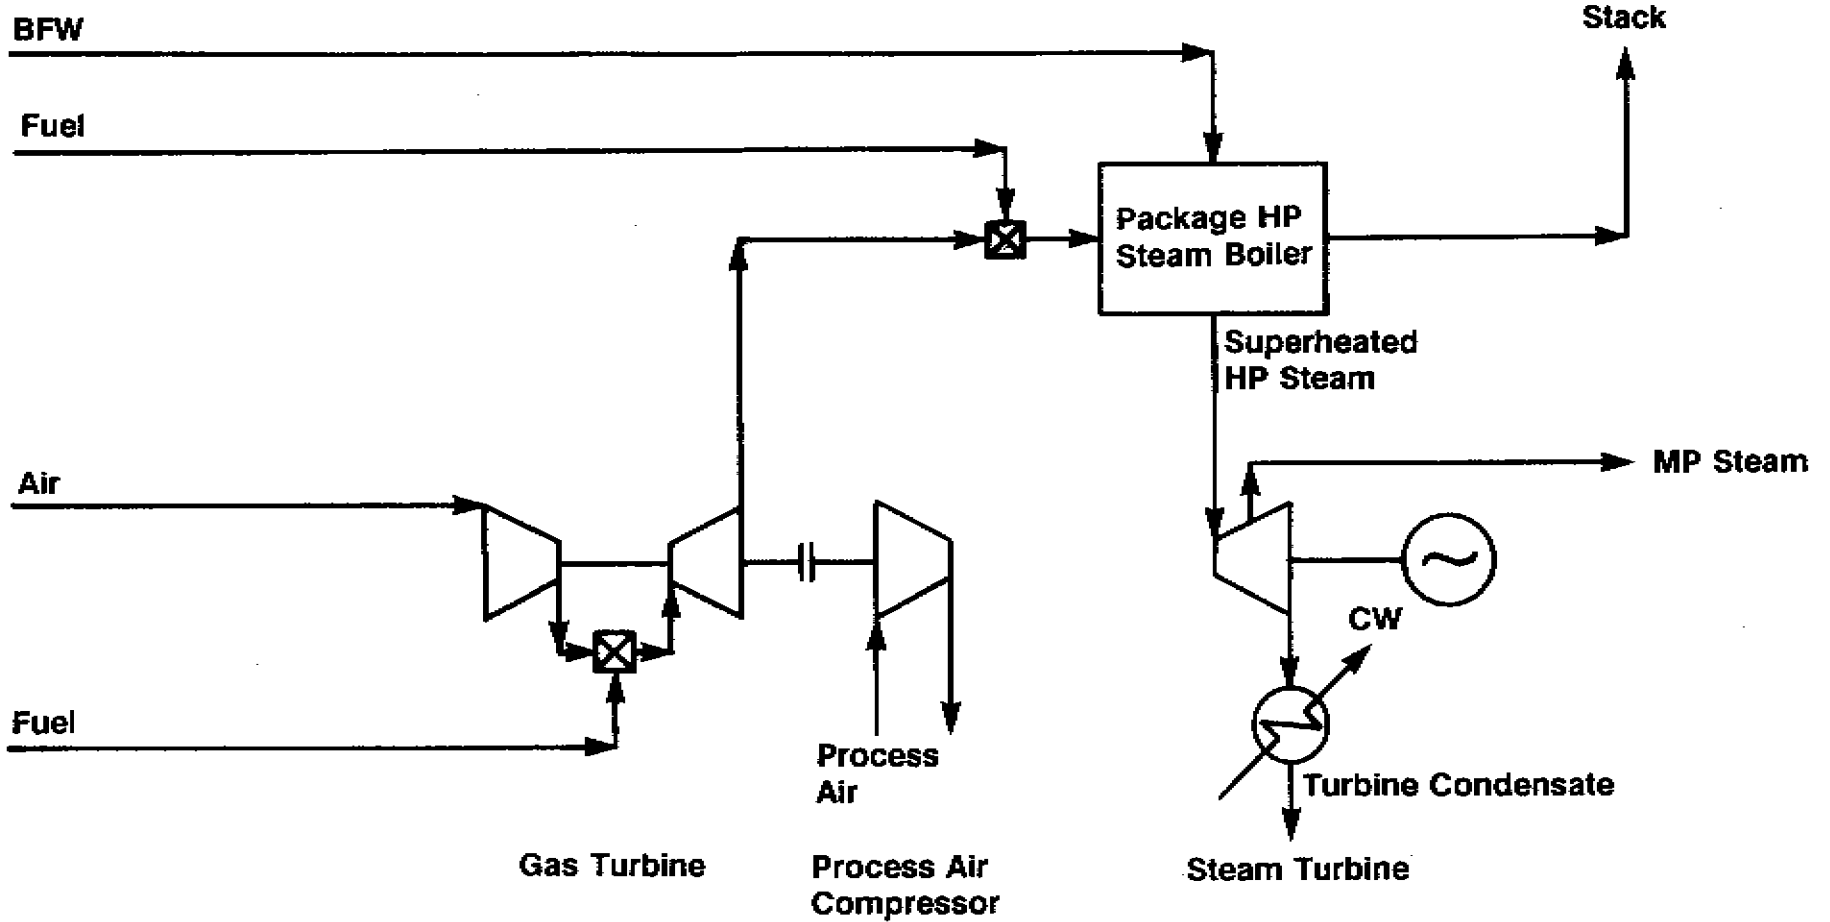 Stack
BFW
Fuel
Package HP
Steam Boiler
Superheated
HP Steam
MP Steam
Air
CW
Fuel
Process
Air
Turbine Condensate
Gas Turbine
Process Air
Compressor
Steam Turbine